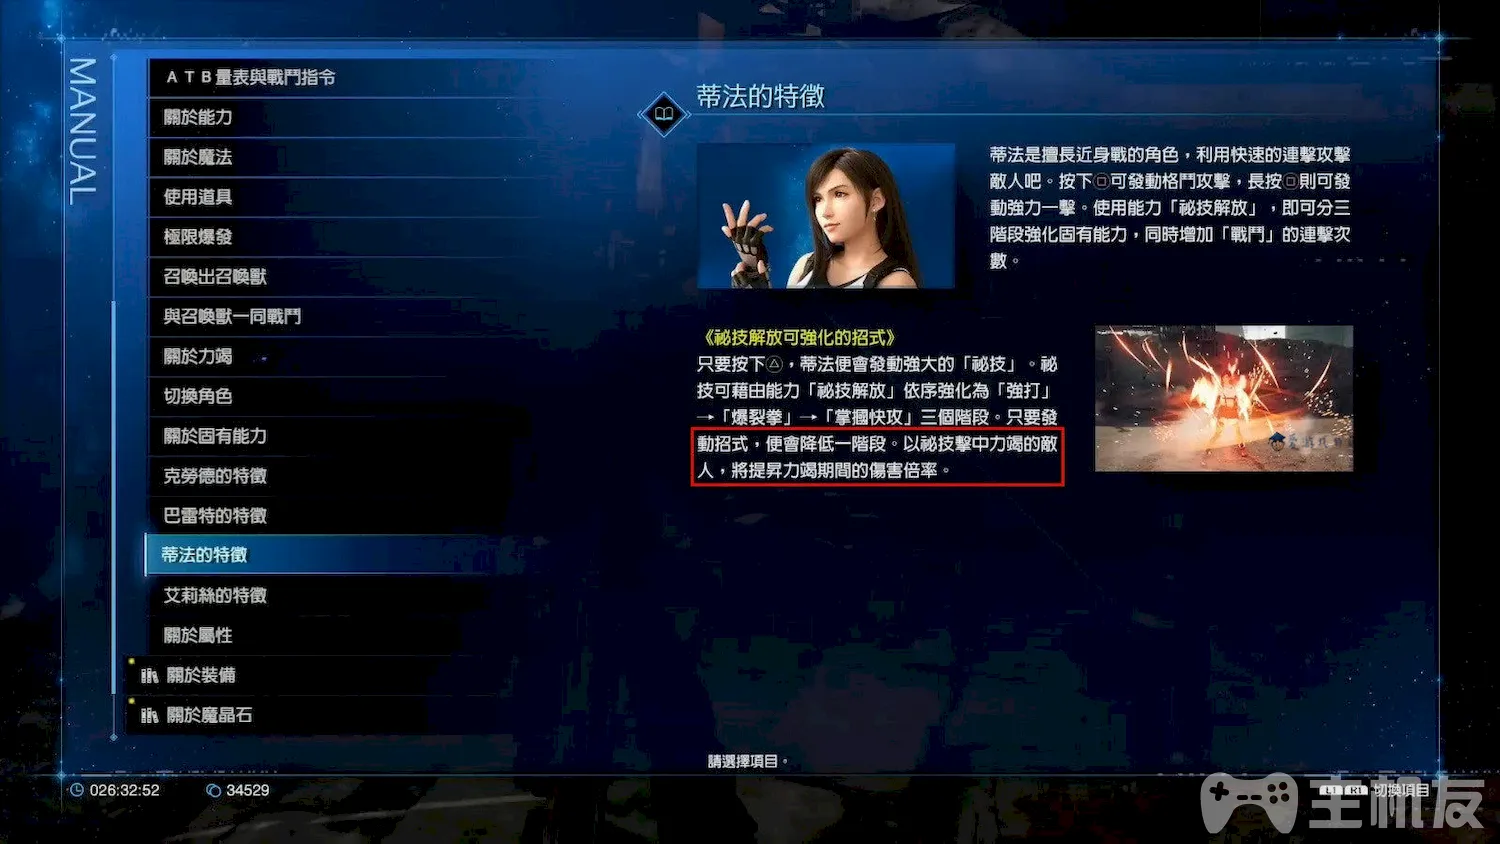 MANUAL
ＡＴＢ量表與戰鬥指令
關於能力
關於魔法
使用道具
極限爆發
召喚出召喚獸
與召喚獸一同戰鬥
關於力竭
切換角色
關於固有能力
克勞德的特徵
巴雷特的特徵
蒂法的特徵
艾莉絲的特徵
關於屬性
關於裝備
關於魔晶石
蒂法的特徵
蒂法是擅長近身戰的角色，利用快速的連擊攻擊
敵人吧。按下□可發動格鬥攻擊，長按□則可發
動強力一擊。使用能力「祕技解放」，即可分三
階段強化固有能力，同時增加「戰鬥」的連擊次
數。
《祕技解放可強化的招式》
只要按下△，蒂法便會發動強大的「祕技」。祕
技可藉由能力「祕技解放」依序強化為「強打」
→「爆裂拳」→「掌摑快攻」三個階段。只要發
動招式，便會降低一階段。以祕技擊中力竭的敵
人，將提昇力竭期間的傷害倍率。
請選擇項目。
026:32:52
34529
切換項目
主机友